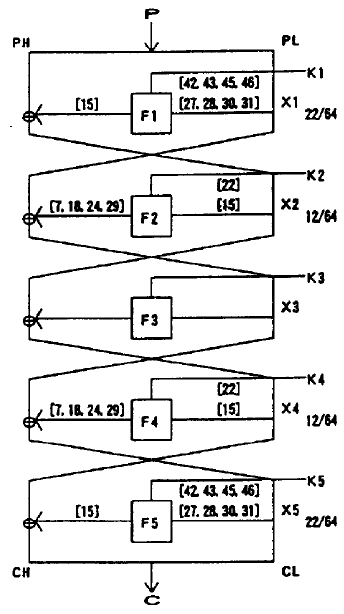 P
PH PL
K1
[42, 43, 45, 46]
[15] F1 [27, 28, 30, 31] X1
22/64
K2
[22]
[7, 18, 24, 29] F2 [15] X2
12/64
K3
F3 X3
K4
[22]
[7, 18, 24, 29] F4 [15] X4
12/64
K5
[42, 43, 45, 46]
[15] F5 [27, 28, 30, 31] X5
22/64
CH CL
C